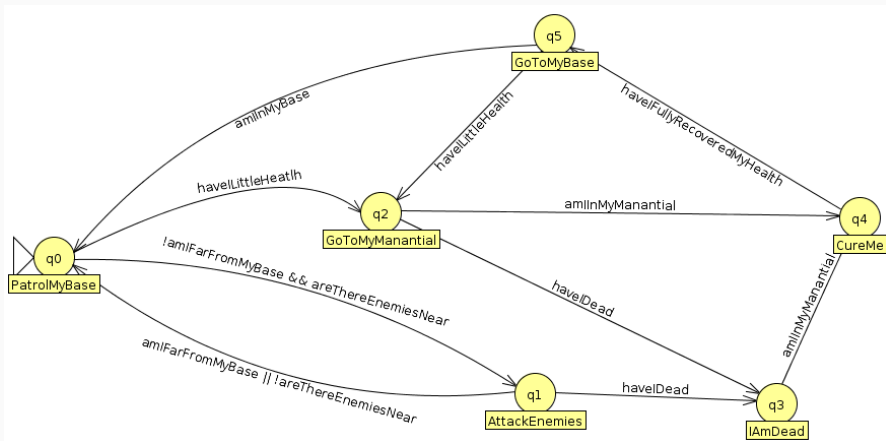 q5
GoToMyBase
amIInMyBase
haveILittleHealth
haveIFullyRecoveredMyHealth
haveILittleHeatlh
q2
GoToMyManantial
amIInMyManantial
q4
CureMe
q0
PatrolMyBase
!amIFarFromMyBase && areThereEnemiesNear
haveIDead
amIInMyManantial
amIFarFromMyBase || !areThereEnemiesNear
q1
AttackEnemies
haveIDead
q3
IAmDead